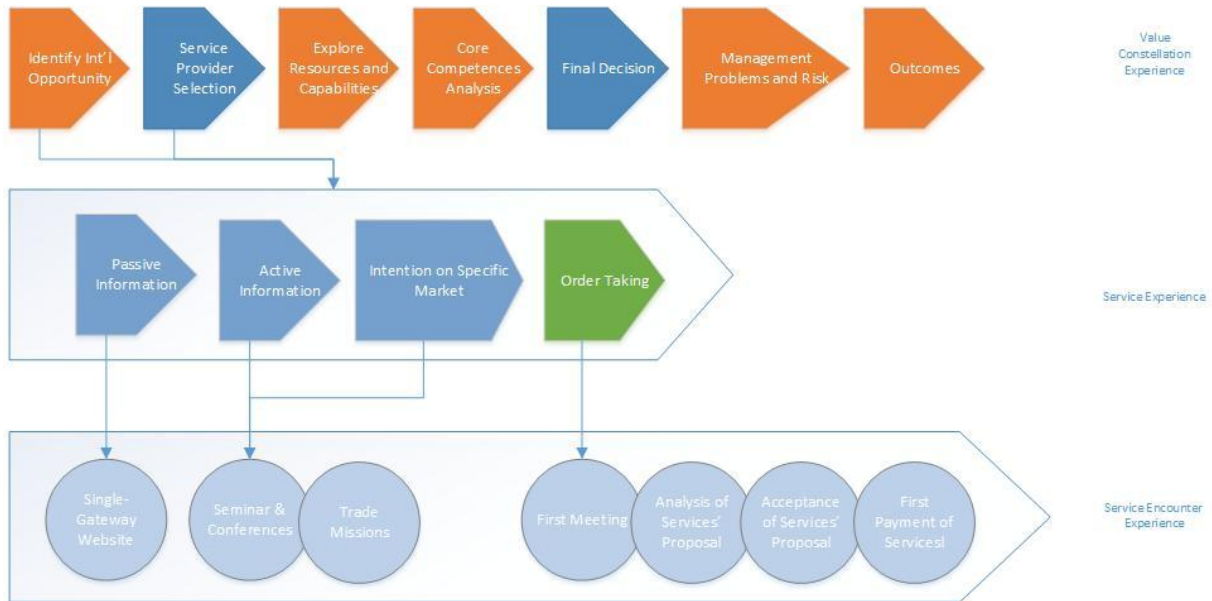 Identify Int'l
Opportunity
Service
Provider
Selection
Explore
Resources and
Capabilities
Core
Competences
Analysis
Final Decision
Management
Problems and Risk
Outcomes
Value
Constellation
Experience
Passive
Information
Active
Information
Intention on Specific
Market
Order Taking
Service Experience
Single-
Gateway
Website
Seminar &
Conferences
Trade
Missions
First Meeting
Analysis of
Services'
Proposal
Acceptance
of Services'
Proposal
First
Payment of
Services!
Service Encounter
Experience